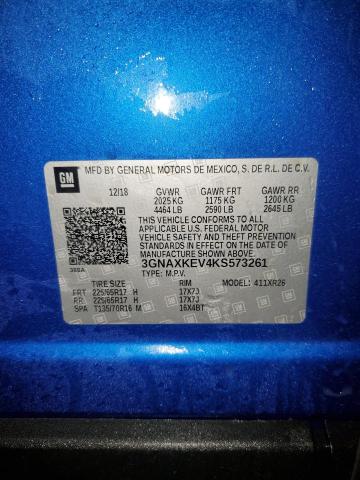 GM
MFD BY GENERAL MOTORS DE MEXICO, S. DE R.L. DE C.V.
12/18 GVWR GAWR FRT GAWR RR
2025 KG 1175 KG 1200 KG
4464 LB 2590 LB 2645 LB
THIS VEHICLE CONFORMS TO ALL
APPLICABLE U.S. FEDERAL MOTOR
VEHICLE SAFETY AND THEFT PREVENTION
STANDARDS IN EFFECT ON THE DATE OF
MANUFACTURE SHOWN ABOVE.
3GNAXKEV4KS573261
TYPE: M.P.V.
TIRE SIZE RIM MODEL: 411XR26
FRT 225/65R17 H 17X7J
RR 225/65R17 H 17X7J
SPA T135/70R16 M 16X4BT